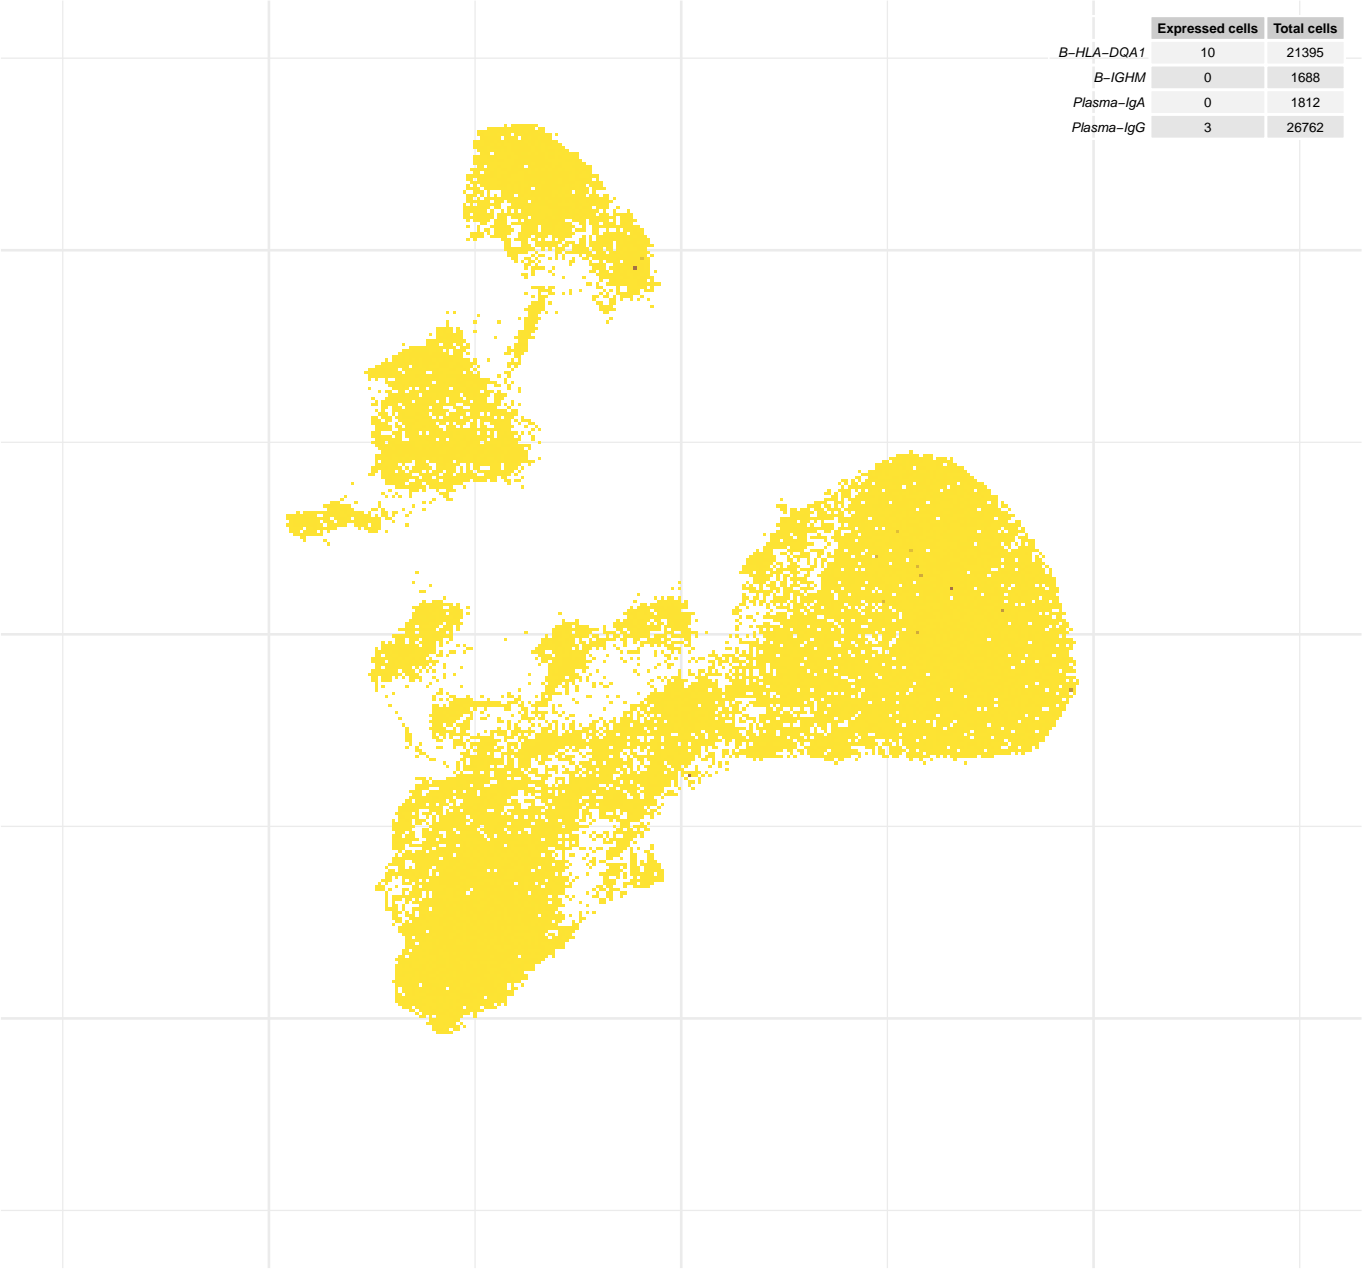 Expressed cells Total cells
B−HLA−DQA1 10 21395
B−IGHM 0 1688
Plasma−IgA 0 1812
Plasma−IgG 3 26762